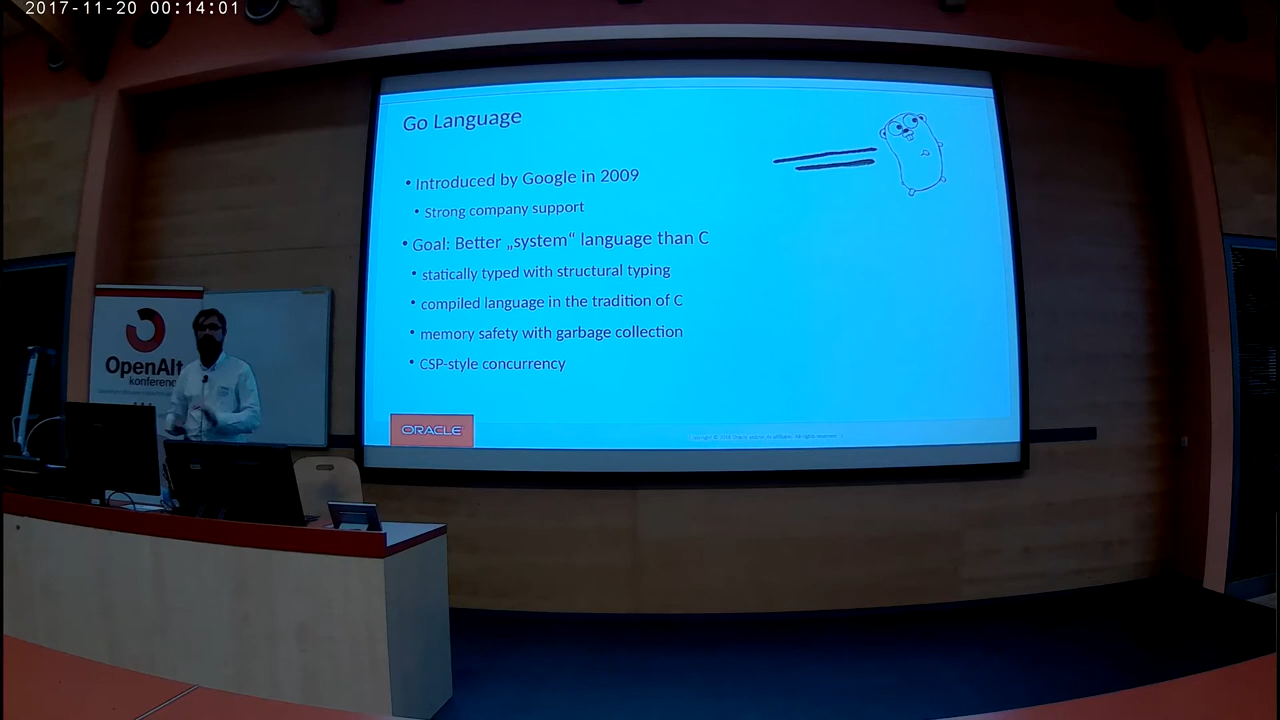 2017-11-20 00:14:01
Go Language
• Introduced by Google in 2009
• Strong company support
• Goal: Better „system“ language than C
• statically typed with structural typing
• compiled language in the tradition of C
• memory safety with garbage collection
• CSP-style concurrency
ORACLE
OpenAlt
konferenc